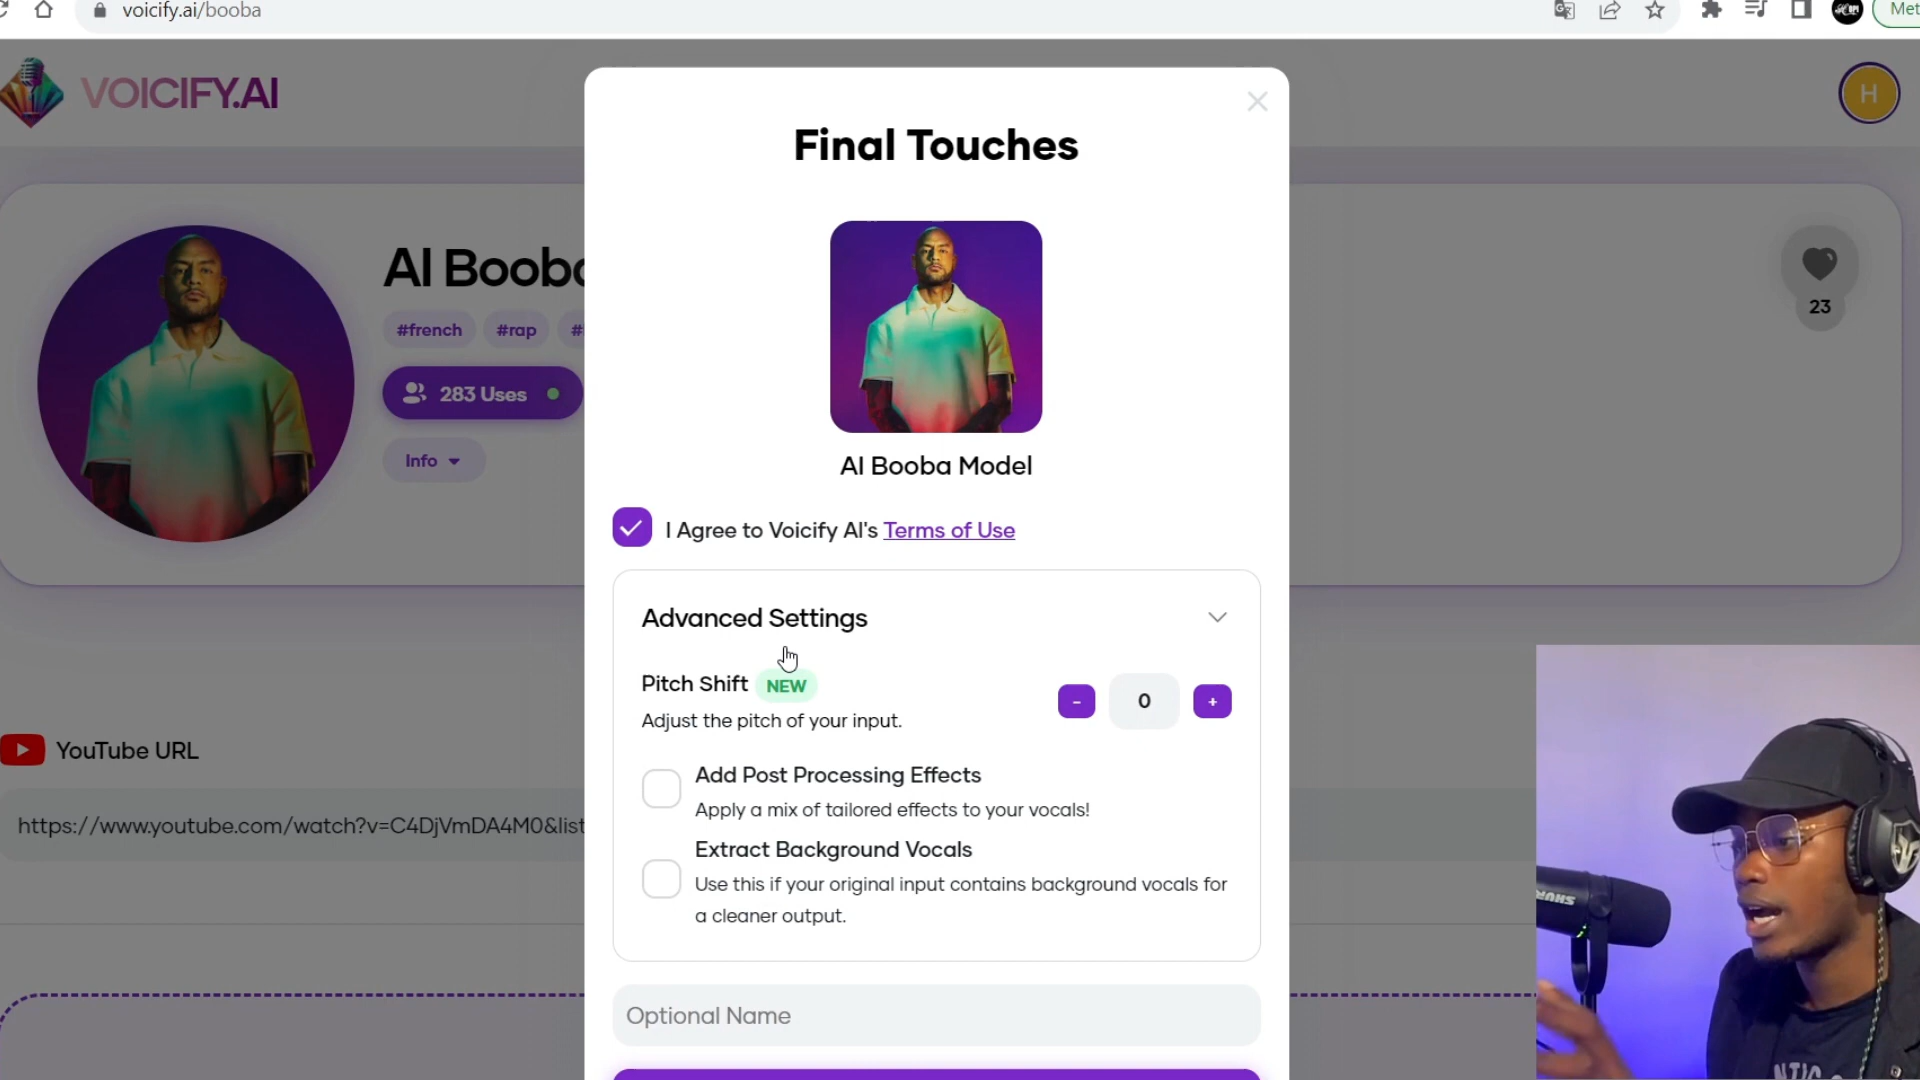 voicify.ai/booba
Met
VOICIFY.AI
H
Final Touches
AI Booba
#french
#rap
#
283 Uses
Info
23
AI Booba Model
I Agree to Voicify AI's Terms of Use
Advanced Settings
Pitch Shift NEW
Adjust the pitch of your input.
-
0
+
Add Post Processing Effects
Apply a mix of tailored effects to your vocals!
Extract Background Vocals
Use this if your original input contains background vocals for
a cleaner output.
YouTube URL
https://www.youtube.com/watch?v=C4DjVmDA4M0&list
Optional Name
SHURE